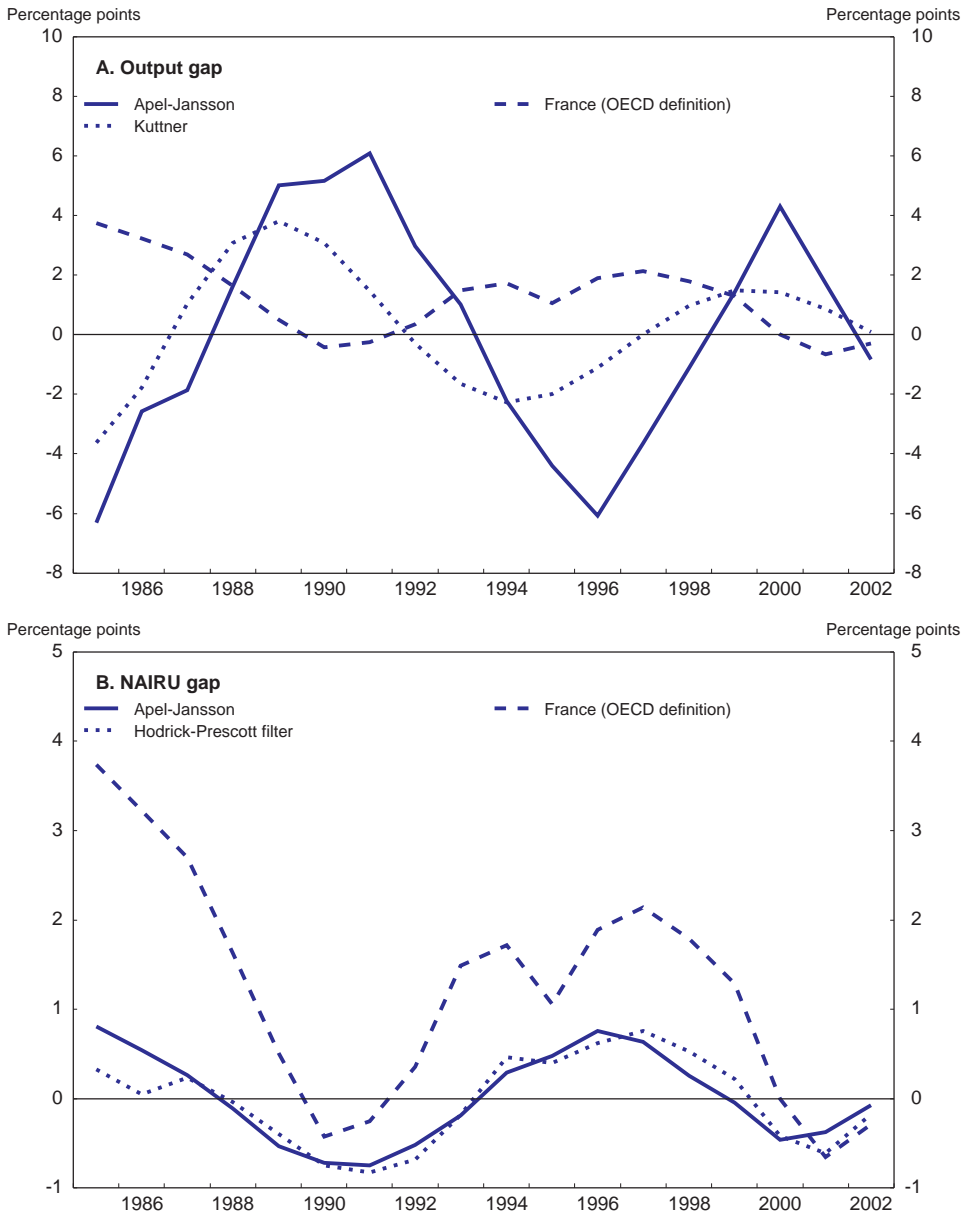 Percentage points Percentage points
10 10
A. Output gap
8 8
Apel-Jansson France (OECD definition)
Kuttner
6 6
4 4
2 2
0 0
-2 -2
-4 -4
-6 -6
-8 -8
1986 1988 1990 1992 1994 1996 1998 2000 2002
Percentage points Percentage points
5 5
B. NAIRU gap
Apel-Jansson France (OECD definition)
Hodrick-Prescott filter
4 4
3 3
2 2
1 1
0 0
-1 -1
1986 1988 1990 1992 1994 1996 1998 2000 2002